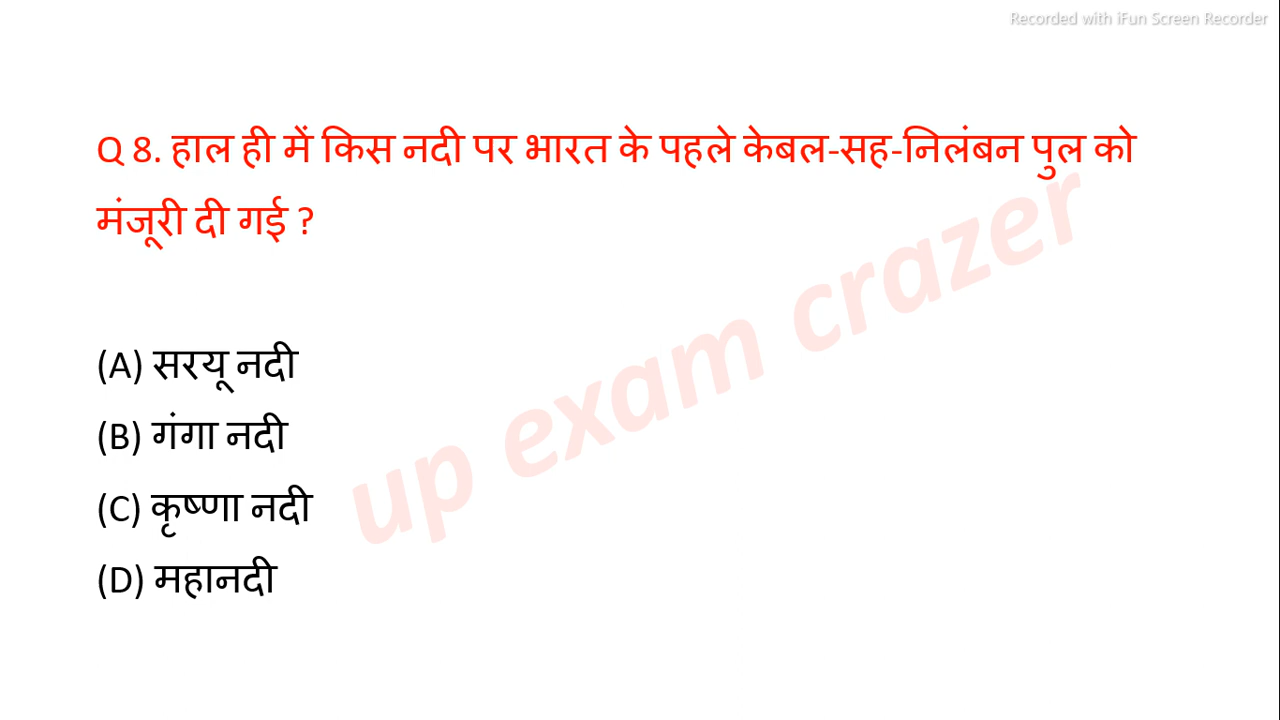 Recorded with iFun Screen Recorder
Q 8. हाल ही में किस नदी पर भारत के पहले केबल-सह-निलंबन पुल को
मंजूरी दी गई ?
(A) सरयू नदी
(B) गंगा नदी
(C) कृष्णा नदी
(D) महानदी
up exam crazer